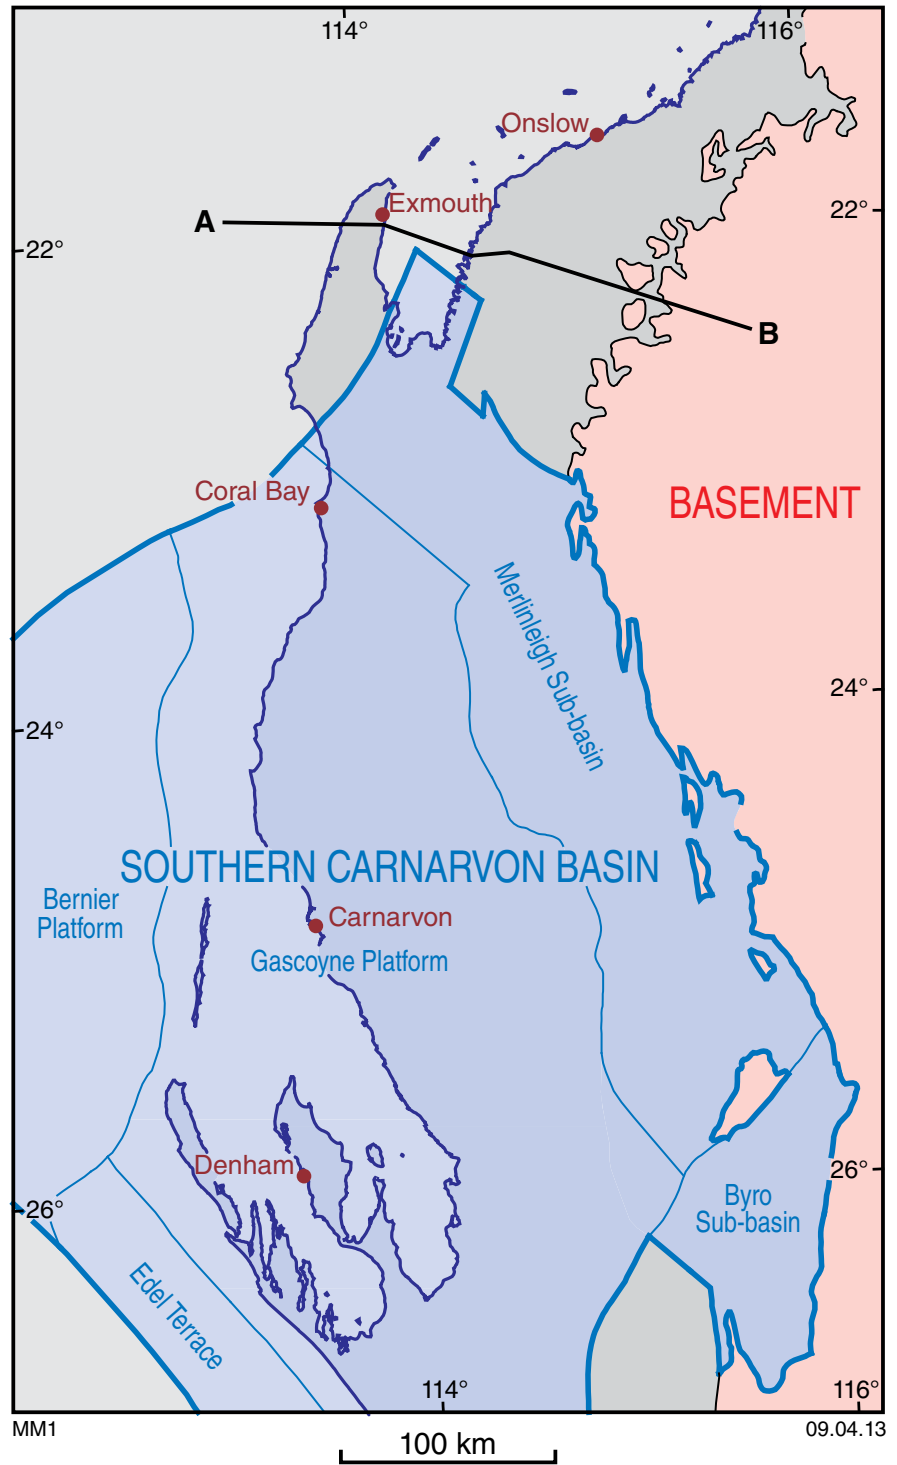 114°
116°
Onslow
Exmouth
A
22°
22°
B
Coral Bay
BASEMENT
Merlinleigh Sub-basin
24°
24°
SOUTHERN CARNARVON BASIN
Bernier
Platform
Carnarvon
Gascoyne Platform
Denham
26°
26°
Byro
Sub-basin
Edel Terrace
114°
116°
MM1
09.04.13
100 km